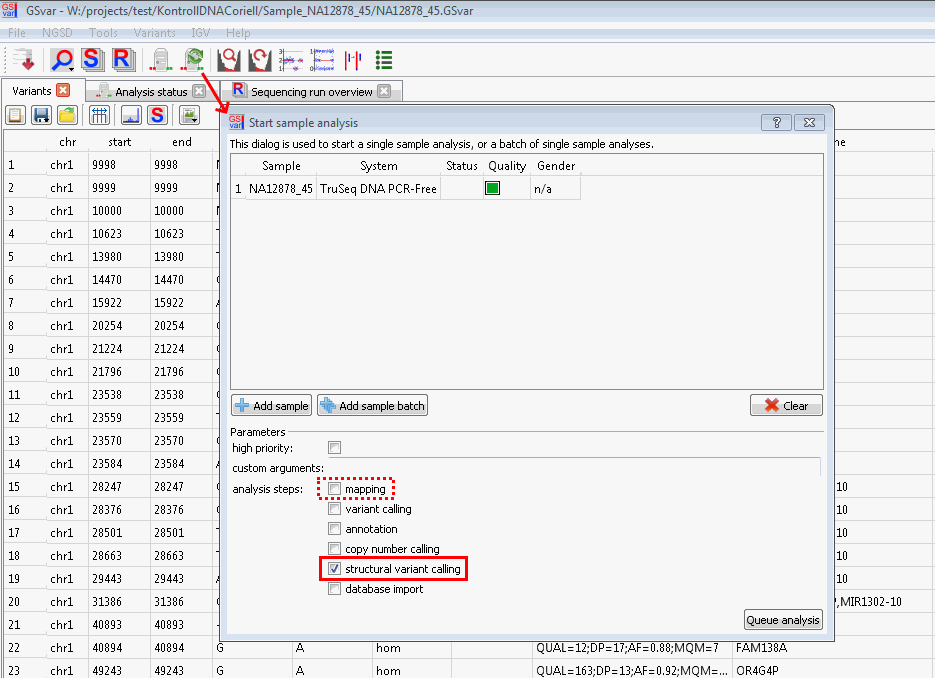 GSvar - W:/projects/test/KontrollDNACoriell/Sample_NA12878_45/NA12878_45.GSvar
File NGSD Tools Variants IGV Help
Variants Analysis status Sequencing run overview
GSvar Start sample analysis
This dialog is used to start a single sample analysis, or a batch of single sample analyses.
Sample System Status Quality Gender
1 NA12878_45 TruSeq DNA PCR-Free n/a
Add sample Add sample batch Clear
Parameters
high priority:
custom arguments:
analysis steps: mapping
variant calling
annotation
copy number calling
structural variant calling
database import
Queue analysis
chr start end
1 chr1 9998 9998
2 chr1 9999 9999
3 chr1 10000 10000
4 chr1 10623 10623
5 chr1 13980 13980
6 chr1 14470 14470
7 chr1 15922 15922
8 chr1 20254 20254
9 chr1 21224 21224
10 chr1 21796 21796
11 chr1 23538 23538
12 chr1 23559 23559
13 chr1 23570 23570
14 chr1 23584 23584
15 chr1 28247 28247 10
16 chr1 28376 28376 10
17 chr1 28501 28501 10
18 chr1 28663 28663 10
19 chr1 29443 29443 10
20 chr1 31386 31386 ,MIR1302-10
21 chr1 40893 40893
22 chr1 40894 40894 G A hom QUAL=12;DP=17;AF=0.88;MQM=7 FAM138A
23 chr1 49243 49243 G A hom QUAL=163;DP=13;AF=0.92;MQM=... OR4G4P